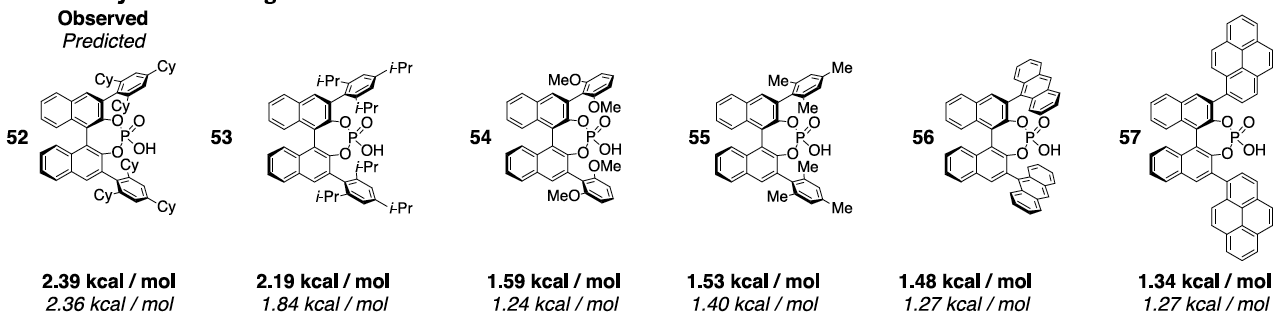 Observed
Predicted
52
Cy
Cy
Cy
O
O
P
O
OH
Cy
Cy
Cy
53
i-Pr
i-Pr
i-Pr
O
O
P
O
OH
i-Pr
i-Pr
i-Pr
54
MeO
OMe
O
O
P
O
OH
OMe
MeO
55
Me
Me
Me
O
O
P
O
OH
Me
Me
Me
56
O
O
P
O
OH
57
O
O
P
O
OH
2.39 kcal / mol
2.36 kcal / mol
2.19 kcal / mol
1.84 kcal / mol
1.59 kcal / mol
1.24 kcal / mol
1.53 kcal / mol
1.40 kcal / mol
1.48 kcal / mol
1.27 kcal / mol
1.34 kcal / mol
1.27 kcal / mol